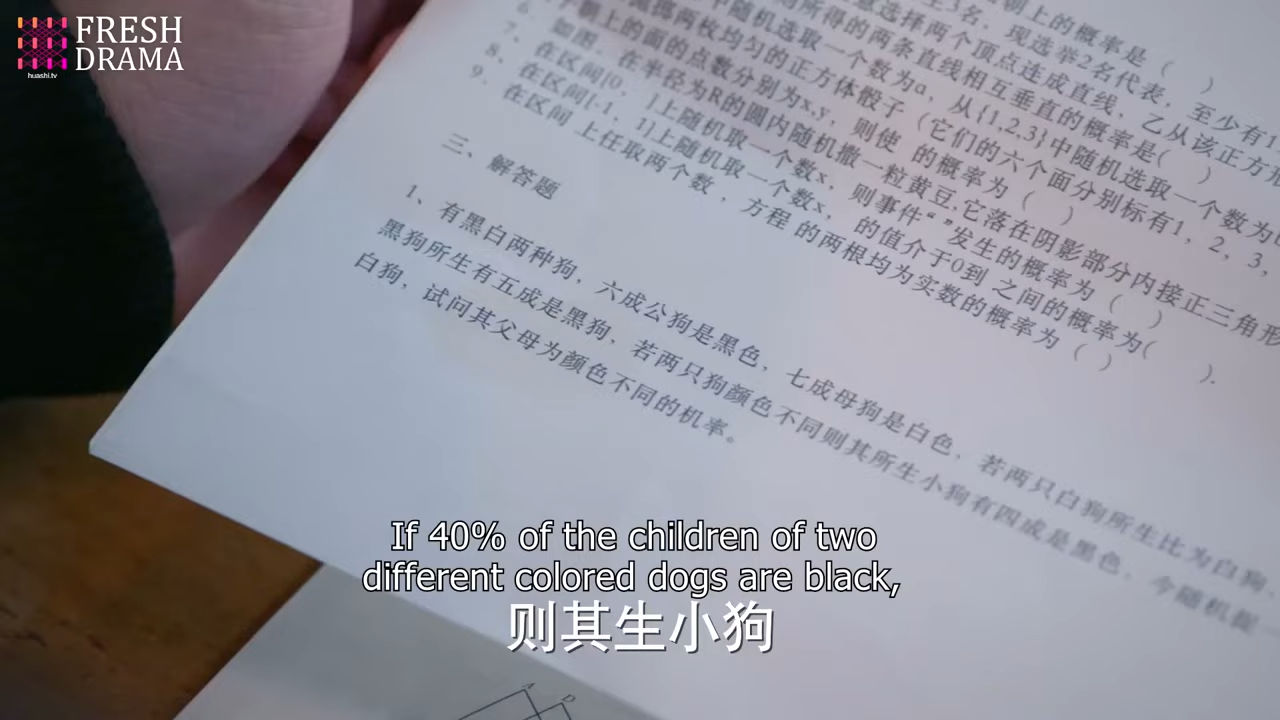 FRESH
DRAMA
huashi.tv
朝上的概率是（ ）
3名，现选举2名代表，至少有1
选择两个顶点连成直线，乙从该正方形
所得的两条直线相互垂直的概率是( )
中随机选取一个数为a，从{1,2,3}中随机选取一个数为
两枚均匀的正方体骰子（它们的六个面分别标有1，2，3，
朝上的面的点数分别为x,y，则使 的概率为（ ）
如图，在半径为R的圆内随机撒一粒黄豆,它落在阴影部分内接正三角形
8、在区间[0， ]上随机取一个数x，则事件“ ”发生的概率为（ ）
9、在区间[-1，1]上随机取一个数x， 的值介于0到 之间的概率为( ).
在区间 上任取两个数，方程 的两根均为实数的概率为（ ）
三、解答题
1、有黑白两种狗，六成公狗是黑色，七成母狗是白色，若两只白狗所生比为白狗，
黑狗所生有五成是黑狗，若两只狗颜色不同则其所生小狗有四成是黑色，今随机捉一
白狗，试问其父母为颜色不同的机率。
If 40% of the children of two
different colored dogs are black,
则其生小狗
A D